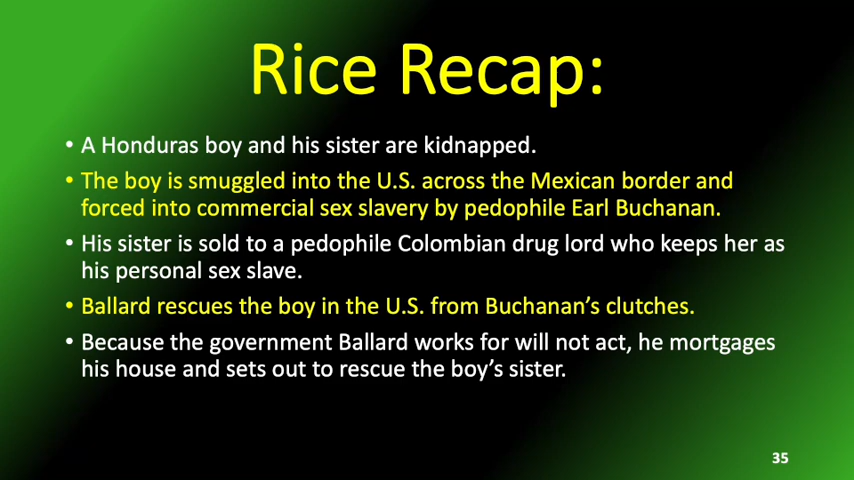 Rice Recap:
• A Honduras boy and his sister are kidnapped.
• The boy is smuggled into the U.S. across the Mexican border and
forced into commercial sex slavery by pedophile Earl Buchanan.
• His sister is sold to a pedophile Colombian drug lord who keeps her as
his personal sex slave.
• Ballard rescues the boy in the U.S. from Buchanan’s clutches.
• Because the government Ballard works for will not act, he mortgages
his house and sets out to rescue the boy’s sister.
35